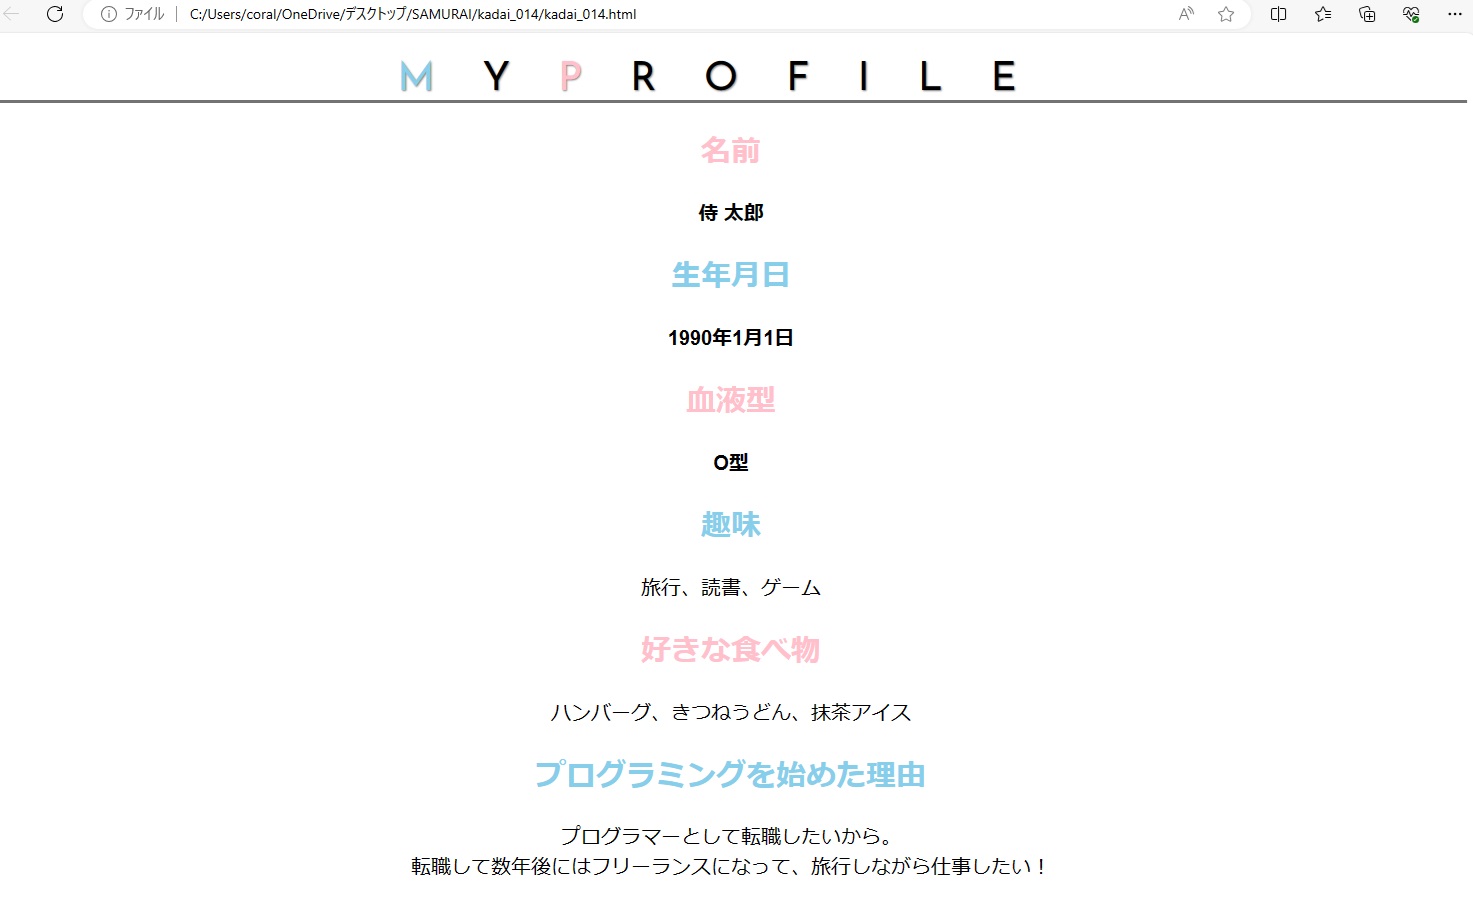 ファイル
C:/Users/coral/OneDrive/デスクトップ/SAMURAI/kadai_014/kadai_014.html
M Y P R O F I L E
名前
侍 太郎
生年月日
1990年1月1日
血液型
O型
趣味
旅行、読書、ゲーム
好きな食べ物
ハンバーグ、きつねうどん、抹茶アイス
プログラミングを始めた理由
プログラマーとして転職したいから。
転職して数年後にはフリーランスになって、旅行しながら仕事したい！